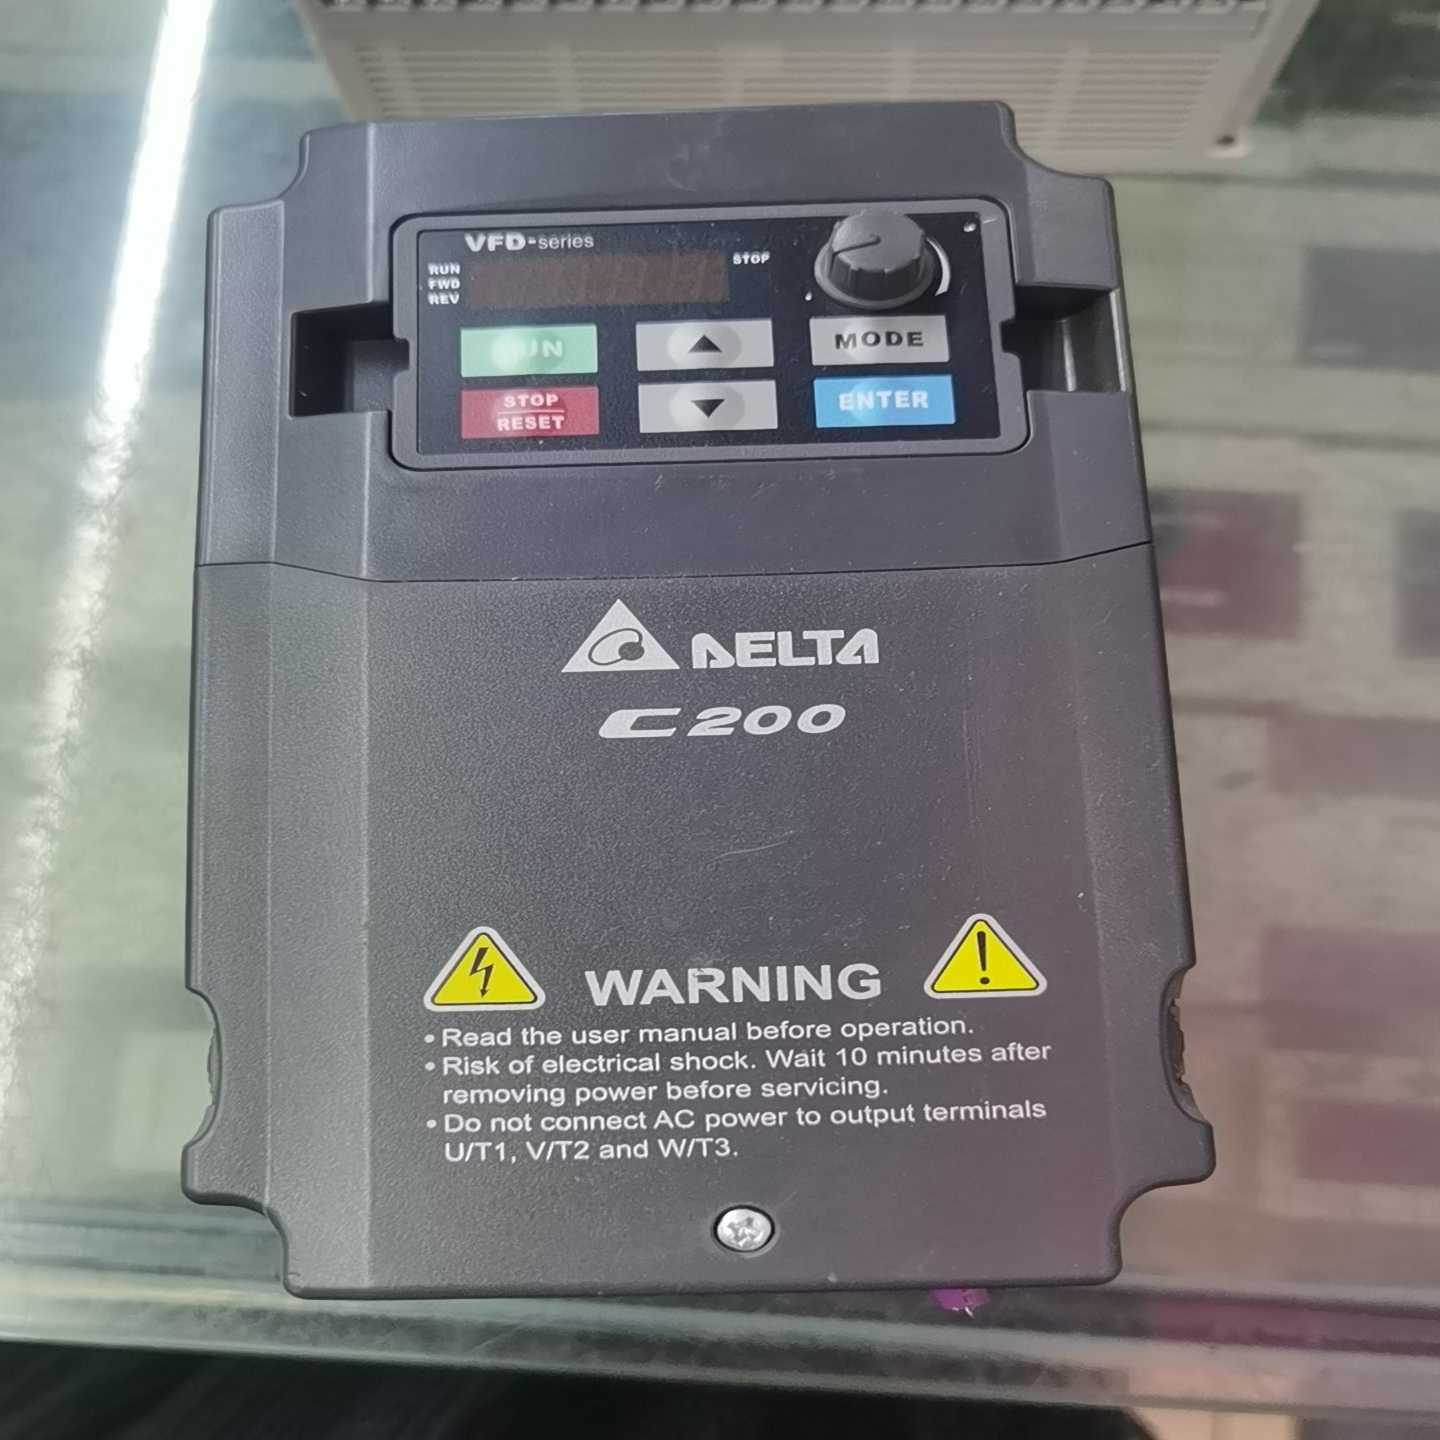 VFD-series
RUN
FWD
REV
STOP
RUN
MODE
STOP
RESET
ENTER
DELTA
C200
WARNING
• Read the user manual before operation.
• Risk of electrical shock. Wait 10 minutes after
removing power before servicing.
• Do not connect AC power to output terminals
U/T1, V/T2 and W/T3.